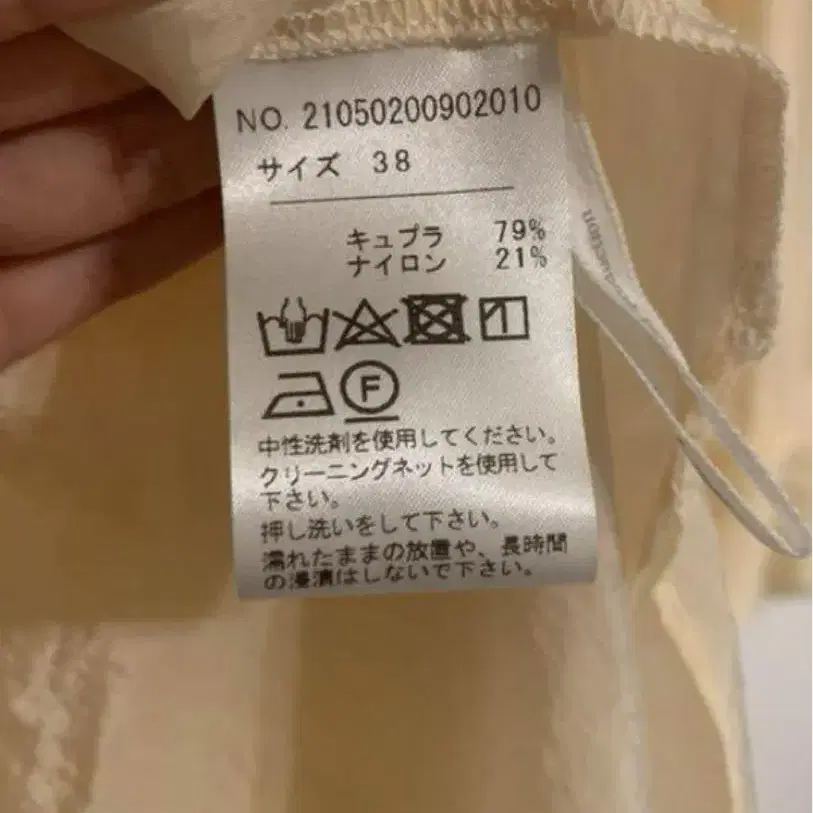 NO. 21050200902010
サイズ 38
キュプラ 79%
ナイロン 21%
F
中性洗剤を使用してください。
クリーニングネットを使用して
下さい。
押し洗いをして下さい。
濡れたままの放置や、長時間
の浸漬はしないで下さい。